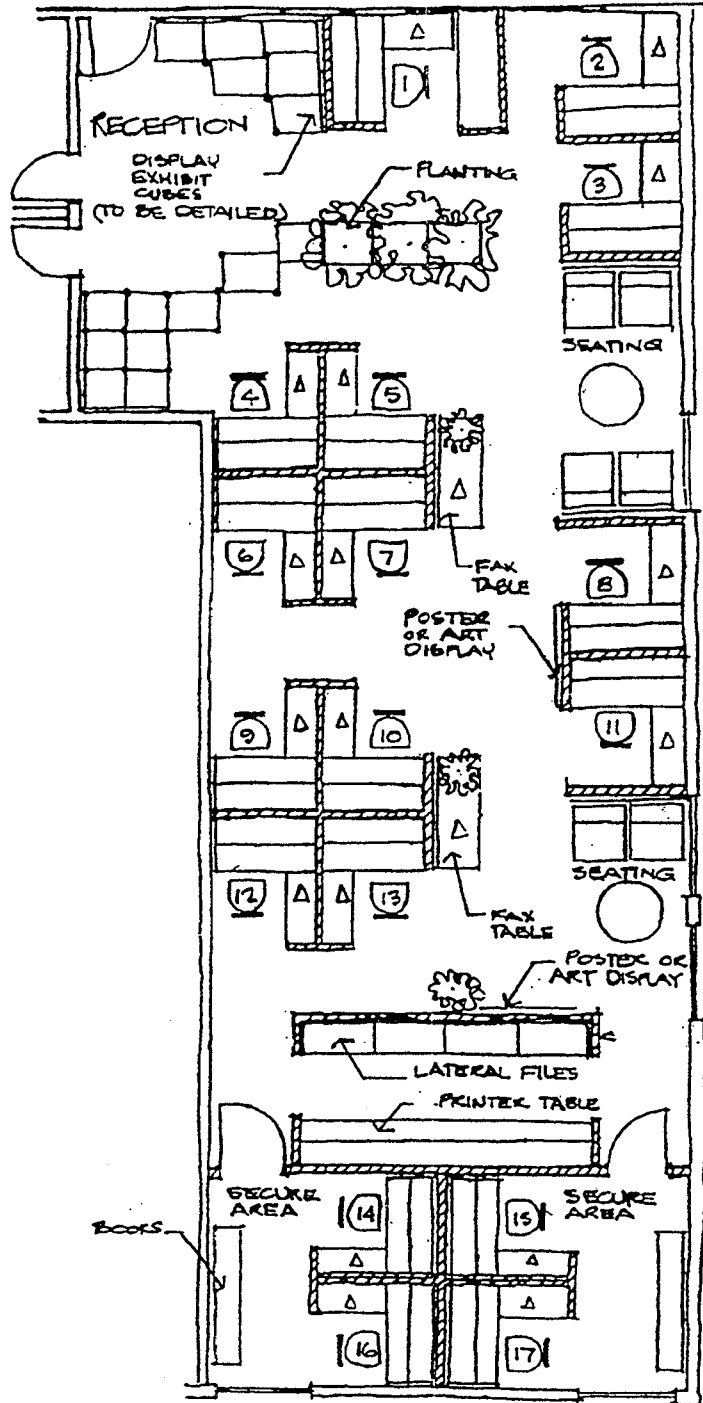 1
2
RECEPTION
DISPLAY
EXHIBIT
CUBES
(TO BE DETAILED)
PLANTING
3
SEATING
4
5
6
7
FAX
TABLE
8
POSTER
OR ART
DISPLAY
9
10
11
12
13
SEATING
FAX
TABLE
POSTER OR
ART DISPLAY
LATERAL FILES
PRINTER TABLE
SECURE
AREA
14
15
SECURE
AREA
BOOKS
16
17